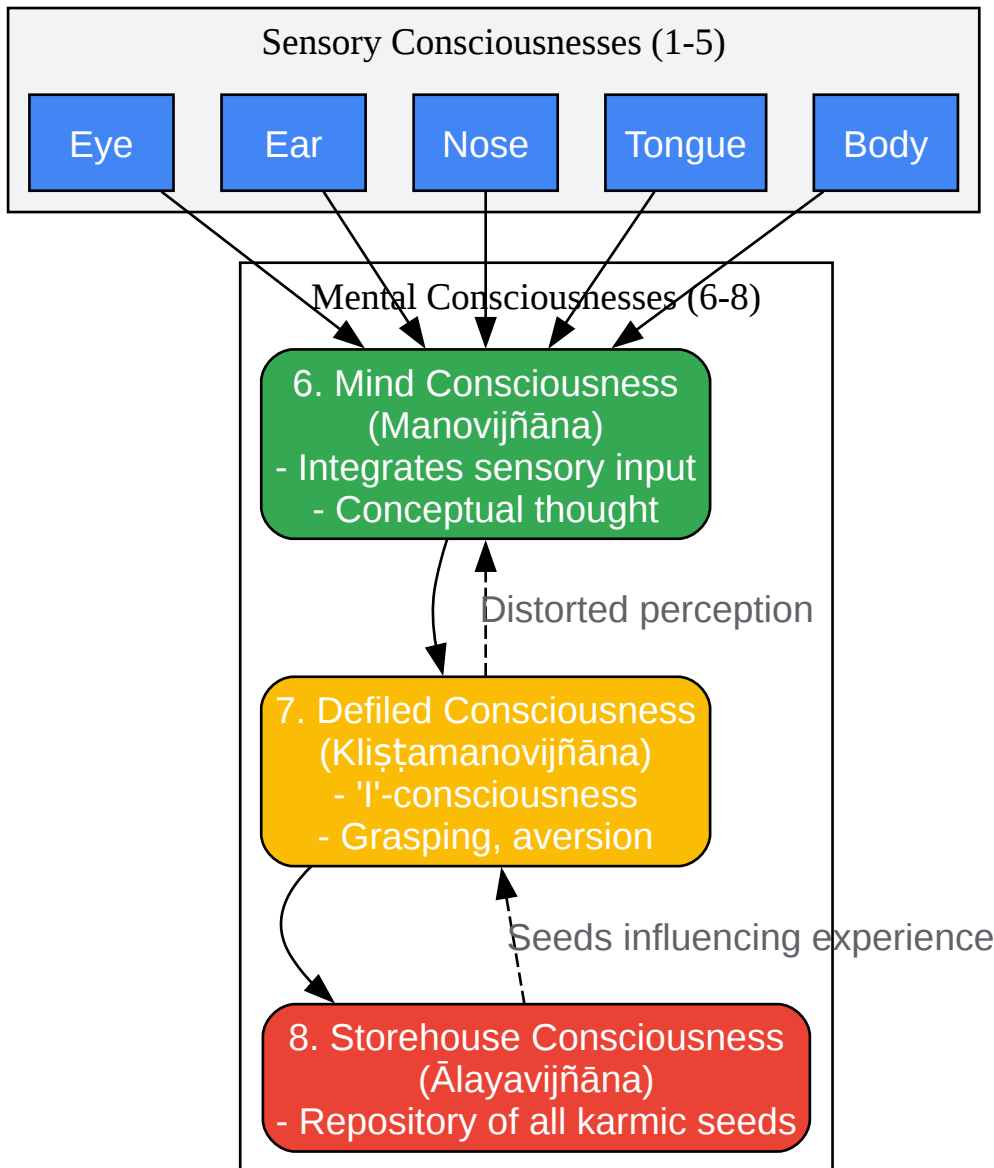 Sensory Consciousnesses (1-5)
Eye
Ear
Nose
Tongue
Body
Mental Consciousnesses (6-8)
6. Mind Consciousness
(Manovijñāna)
- Integrates sensory input
- Conceptual thought
Distorted perception
7. Defiled Consciousness
(Kliṣṭamanovijñāna)
- 'I'-consciousness
- Grasping, aversion
Seeds influencing experience
8. Storehouse Consciousness
(Ālayavijñāna)
- Repository of all karmic seeds